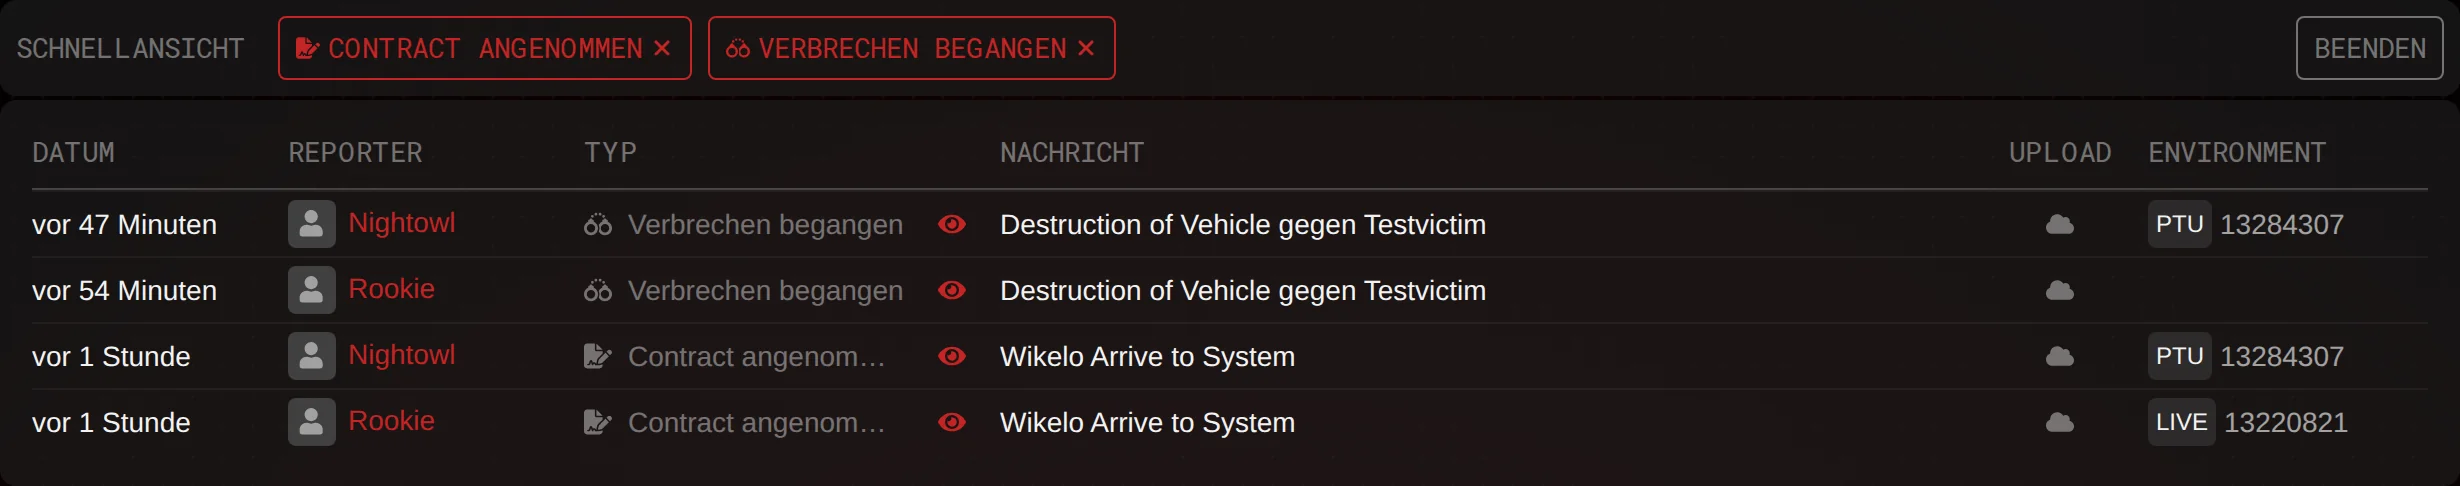 SCHNELLANSICHT CONTRACT ANGENOMMEN × VERBRECHEN BEGANGEN × BEENDEN
DATUM REPORTER TYP NACHRICHT UPLOAD ENVIRONMENT
vor 47 Minuten Nightowl Verbrechen begangen Destruction of Vehicle gegen Testvictim PTU 13284307
vor 54 Minuten Rookie Verbrechen begangen Destruction of Vehicle gegen Testvictim
vor 1 Stunde Nightowl Contract angenom… Wikelo Arrive to System PTU 13284307
vor 1 Stunde Rookie Contract angenom… Wikelo Arrive to System LIVE 13220821